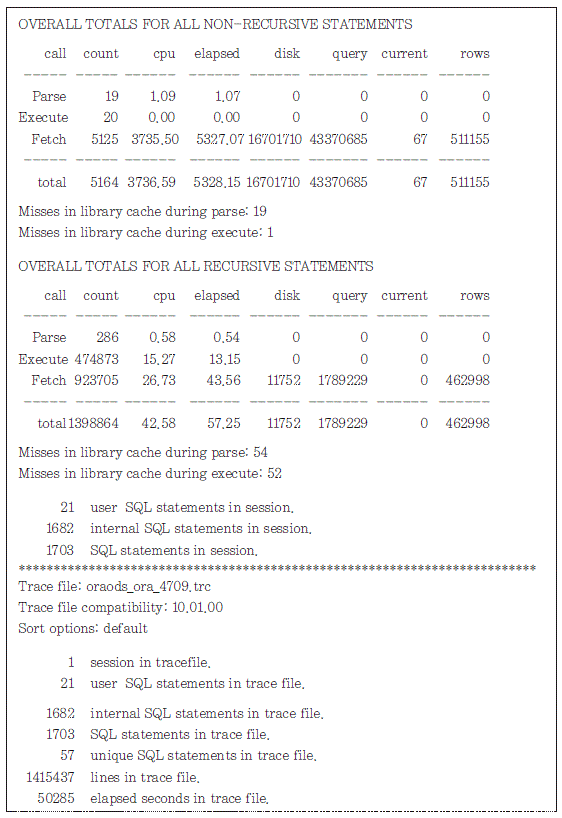 OVERALL TOTALS FOR ALL NON-RECURSIVE STATEMENTS
call count cpu elapsed disk query current rows
----- ----- ------ ------ ------ ------ ------ ------
Parse 19 1.09 1.07 0 0 0 0
Execute 20 0.00 0.00 0 0 0 0
Fetch 5125 3735.50 5327.07 16701710 43370685 67 511155
----- ----- ------ ------ ------ ------ ------ ------
total 5164 3736.59 5328.15 16701710 43370685 67 511155
Misses in library cache during parse: 19
Misses in library cache during execute: 1
OVERALL TOTALS FOR ALL RECURSIVE STATEMENTS
call count cpu elapsed disk query current rows
----- ----- ------ ------ ------ ------ ------ ------
Parse 286 0.58 0.54 0 0 0 0
Execute 474873 15.27 13.15 0 0 0 0
Fetch 923705 26.73 43.56 11752 1789229 0 462998
----- ----- ------ ------ ------ ------ ------ ------
total 1398864 42.58 57.25 11752 1789229 0 462998
Misses in library cache during parse: 54
Misses in library cache during execute: 52
21 user SQL statements in session.
1682 internal SQL statements in session.
1703 SQL statements in session.
********************************************************************************
Trace file: oraods_ora_4709.trc
Trace file compatibility: 10.01.00
Sort options: default
1 session in tracefile.
21 user SQL statements in trace file.
1682 internal SQL statements in trace file.
1703 SQL statements in trace file.
57 unique SQL statements in trace file.
1415437 lines in trace file.
50285 elapsed seconds in trace file.